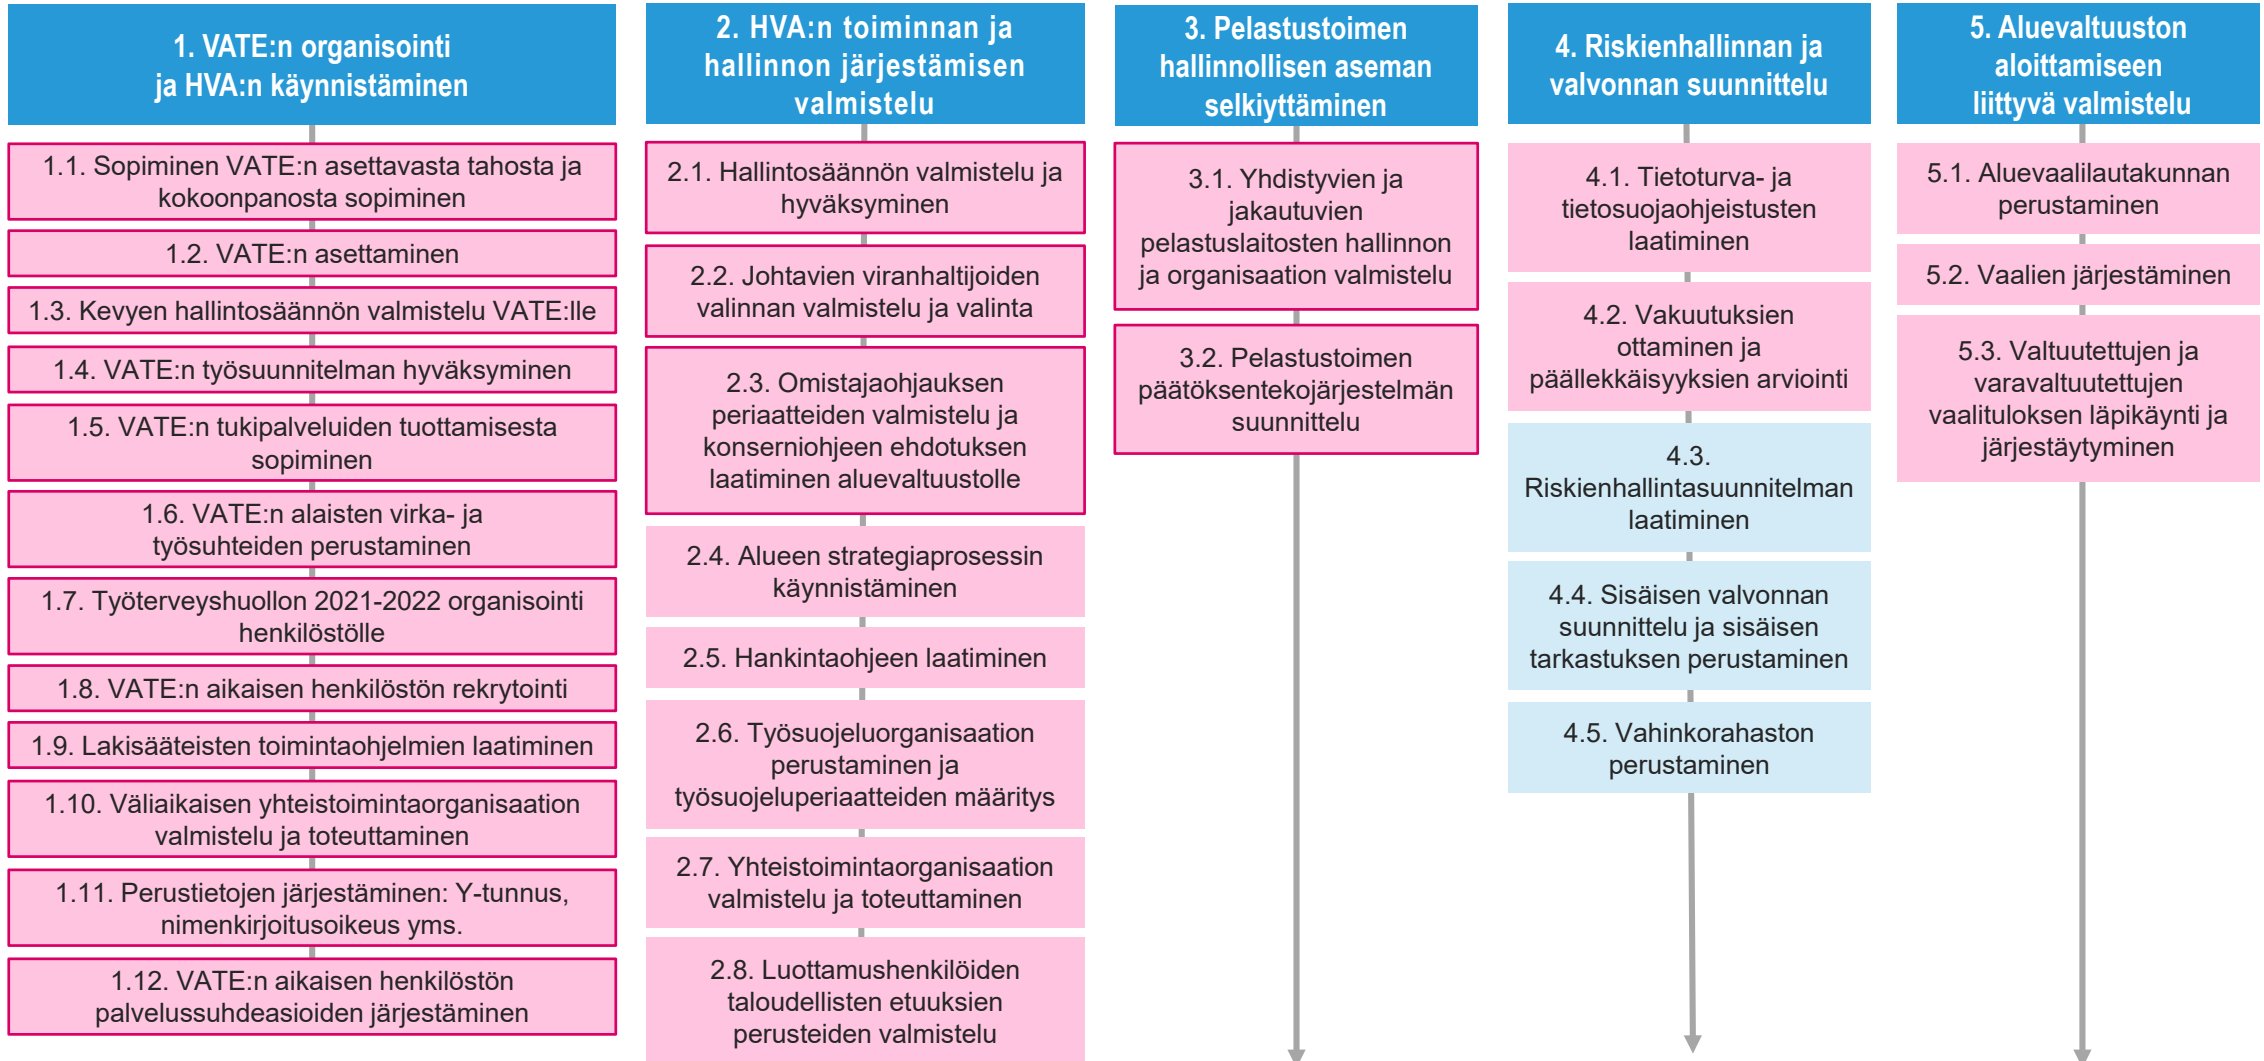 1. VATE:n organisointi
ja HVA:n käynnistäminen
1.1. Sopiminen VATE:n asettavasta tahosta ja
kokoonpanosta sopiminen
1.2. VATE:n asettaminen
1.3. Kevyen hallintosäännön valmistelu VATE:lle
1.4. VATE:n työsuunnitelman hyväksyminen
1.5. VATE:n tukipalveluiden tuottamisesta
sopiminen
1.6. VATE:n alaisten virka- ja
työsuhteiden perustaminen
1.7. Työterveyshuollon 2021-2022 organisointi
henkilöstölle
1.8. VATE:n aikaisen henkilöstön rekrytointi
1.9. Lakisääteisten toimintaohjelmien laatiminen
1.10. Väliaikaisen yhteistoimintaorganisaation
valmistelu ja toteuttaminen
1.11. Perustietojen järjestäminen: Y-tunnus,
nimenkirjoitusoikeus yms.
1.12. VATE:n aikaisen henkilöstön
palvelussuhdeasioiden järjestäminen
2. HVA:n toiminnan ja
hallinnon järjestämisen
valmistelu
2.1. Hallintosäännön valmistelu ja
hyväksyminen
2.2. Johtavien viranhaltijoiden
valinnan valmistelu ja valinta
2.3. Omistajaohjauksen
periaatteiden valmistelu ja
konserniohjeen ehdotuksen
laatiminen aluevaltuustolle
2.4. Alueen strategiaprosessin
käynnistäminen
2.5. Hankintaohjeen laatiminen
2.6. Työsuojeluorganisaation
perustaminen ja
työsuojeluperiaatteiden määritys
2.7. Yhteistoimintaorganisaation
valmistelu ja toteuttaminen
2.8. Luottamushenkilöiden
taloudellisten etuuksien
perusteiden valmistelu
3. Pelastustoimen
hallinnollisen aseman
selkiyttäminen
3.1. Yhdistyvien ja
jakautuvien
pelastuslaitosten hallinnon
ja organisaation valmistelu
3.2. Pelastustoimen
päätöksentekojärjestelmän
suunnittelu
4. Riskienhallinnan ja
valvonnan suunnittelu
4.1. Tietoturva- ja
tietosuojaohjeistusten
laatiminen
4.2. Vakuutuksien
ottaminen ja
päällekkäisyyksien arviointi
4.3.
Riskienhallintasuunnitelman
laatiminen
4.4. Sisäisen valvonnan
suunnittelu ja sisäisen
tarkastuksen perustaminen
4.5. Vahinkorahaston
perustaminen
5. Aluevaltuuston
aloittamiseen
liittyvä valmistelu
5.1. Aluevaalilautakunnan
perustaminen
5.2. Vaalien järjestäminen
5.3. Valtuutettujen ja
varavaltuutettujen
vaalituloksen läpikäynti ja
järjestäytyminen